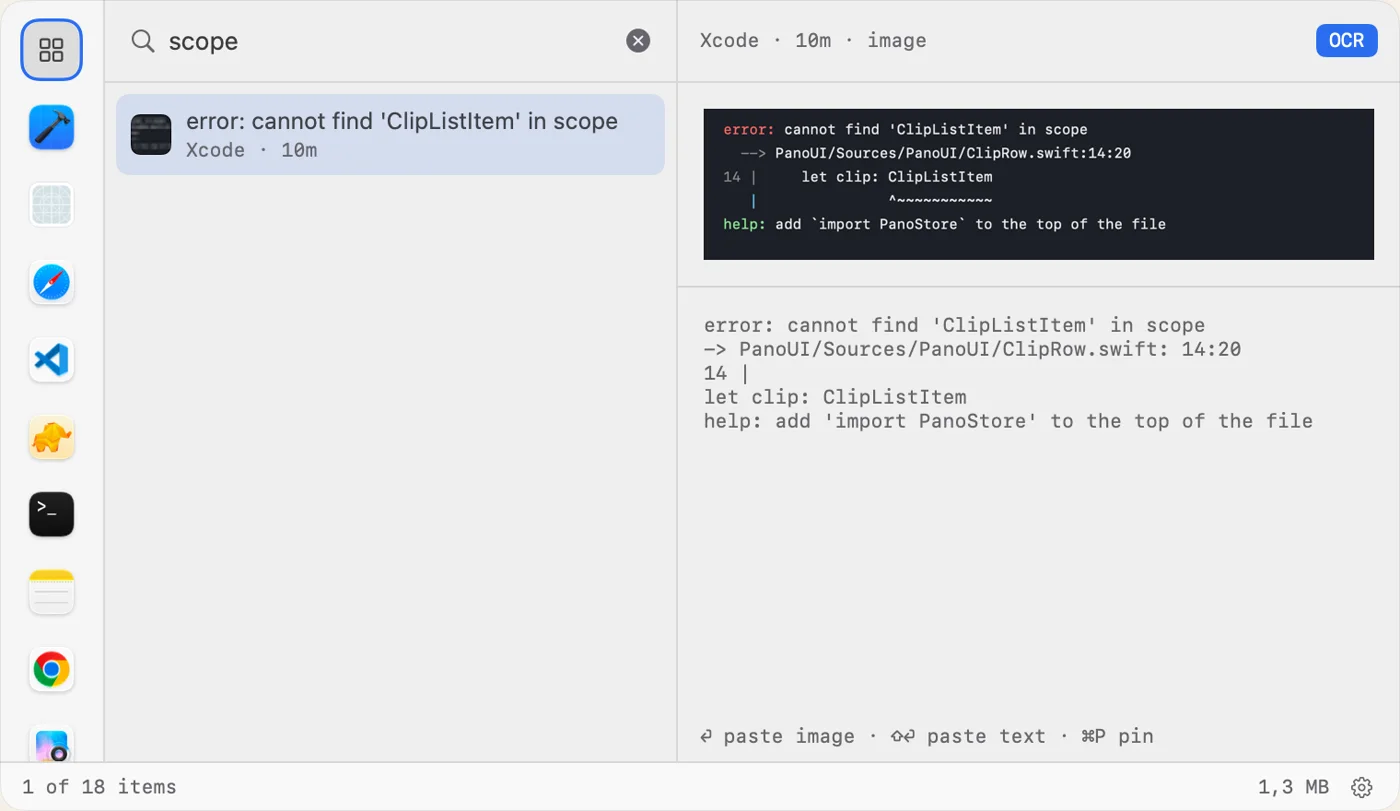 scope
error: cannot find 'ClipListItem' in scope
Xcode · 10m
Xcode · 10m · image
OCR
error: cannot find 'ClipListItem' in scope
––> PanoUI/Sources/PanoUI/ClipRow.swift:14:20
14 | let clip: ClipListItem
| ^~~~~~~~~~~~
help: add `import PanoStore` to the top of the file
error: cannot find 'ClipListItem' in scope
—> PanoUI/Sources/PanoUI/ClipRow.swift: 14:20
14 |
let clip: ClipListItem
help: add 'import PanoStore' to the top of the file
⏎ paste image · ⇧⏎ paste text · ⌘P pin
>_
1 of 18 items
1,3 MB